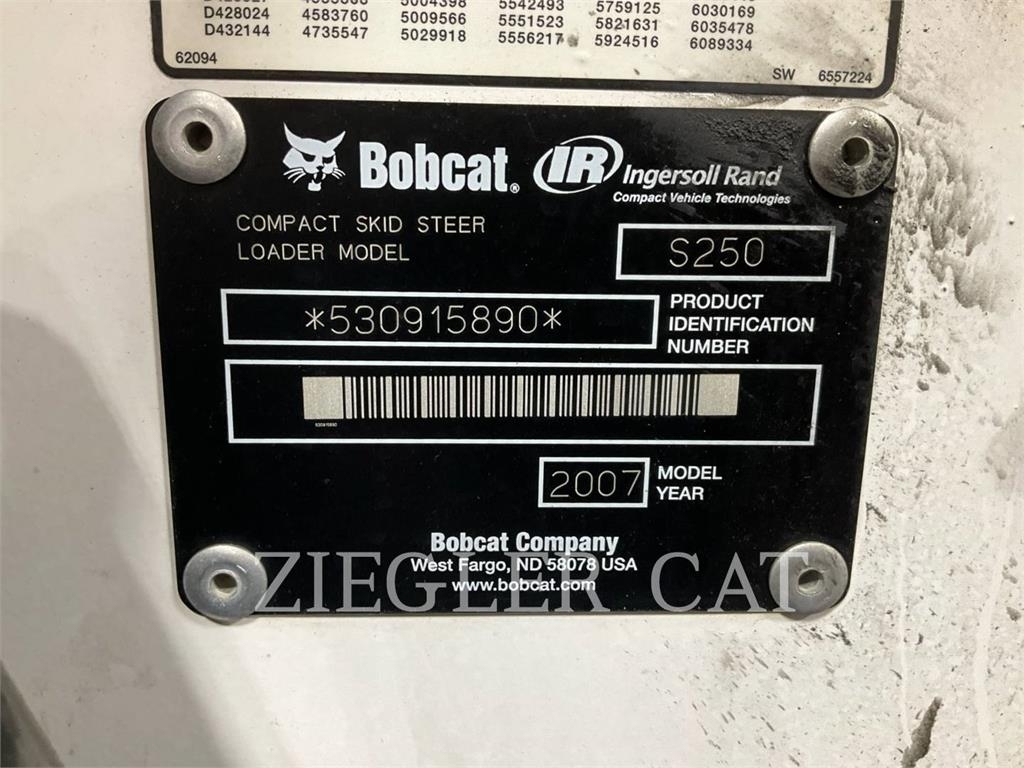 D428024 4583760 5009566 5551523 5821631 6035478
D432144 4735547 5029918 5556217 5924516 6089334
62094
SW 6557224
Bobcat®
IR Ingersoll Rand
Compact Vehicle Technologies
COMPACT SKID STEER
LOADER MODEL
S250
*530915890*
PRODUCT
IDENTIFICATION
NUMBER
530915890
2007
MODEL
YEAR
Bobcat Company
West Fargo, ND 58078 USA
www.bobcat.com
ZIEGLER CAT